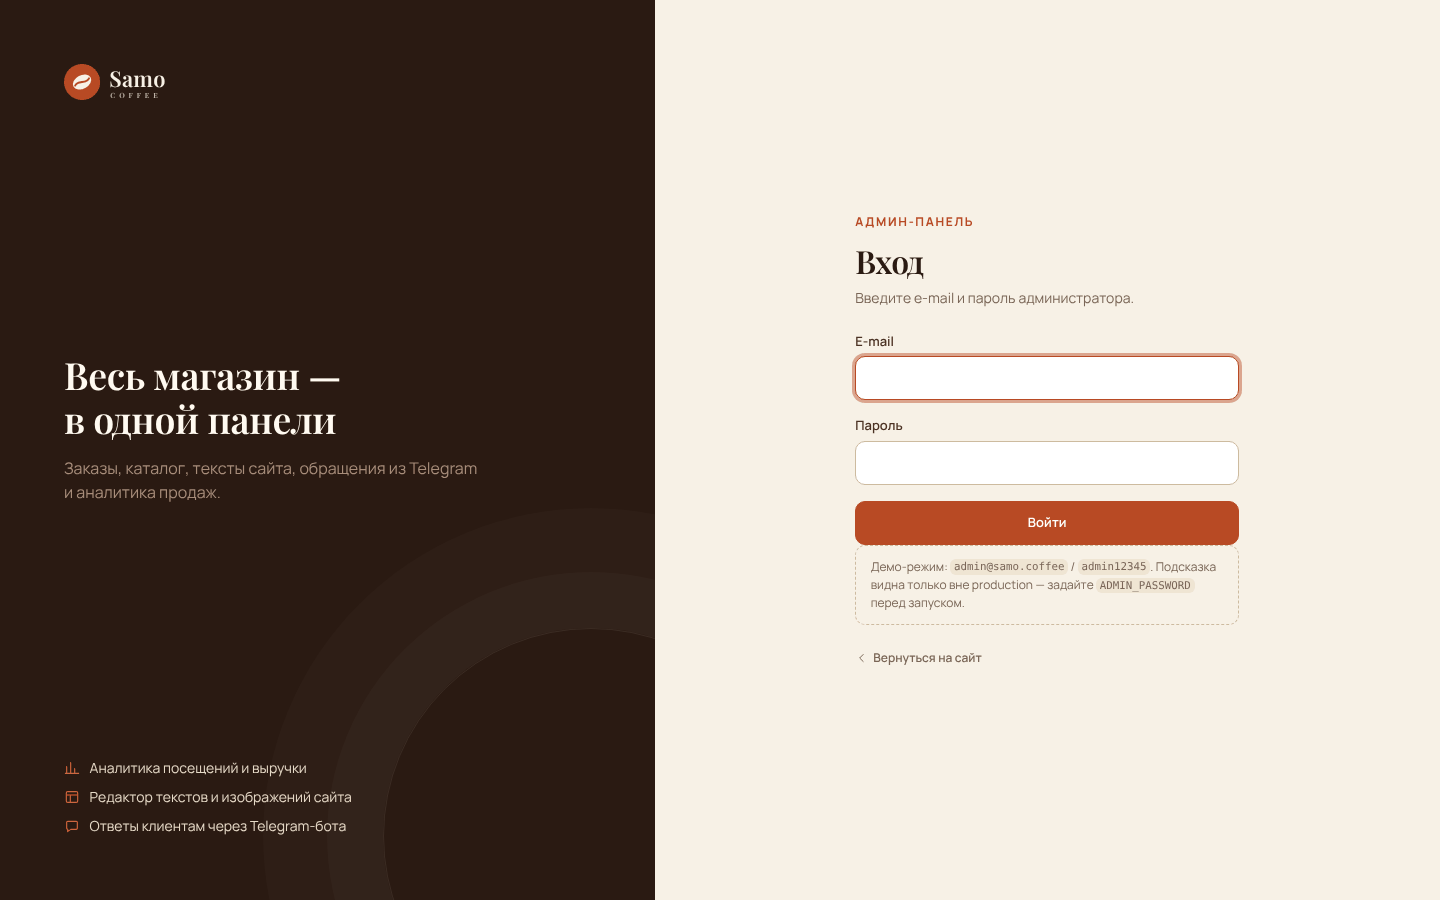 Samo
COFFEE
Весь магазин —
в одной панели
Заказы, каталог, тексты сайта, обращения из Telegram
и аналитика продаж.
Аналитика посещений и выручки
Редактор текстов и изображений сайта
Ответы клиентам через Telegram-бота
АДМИН-ПАНЕЛЬ
Вход
Введите e-mail и пароль администратора.
E-mail
Пароль
Войти
Демо-режим: admin@samo.coffee / admin12345. Подсказка
видна только вне production — задайте ADMIN_PASSWORD
перед запуском.
Вернуться на сайт